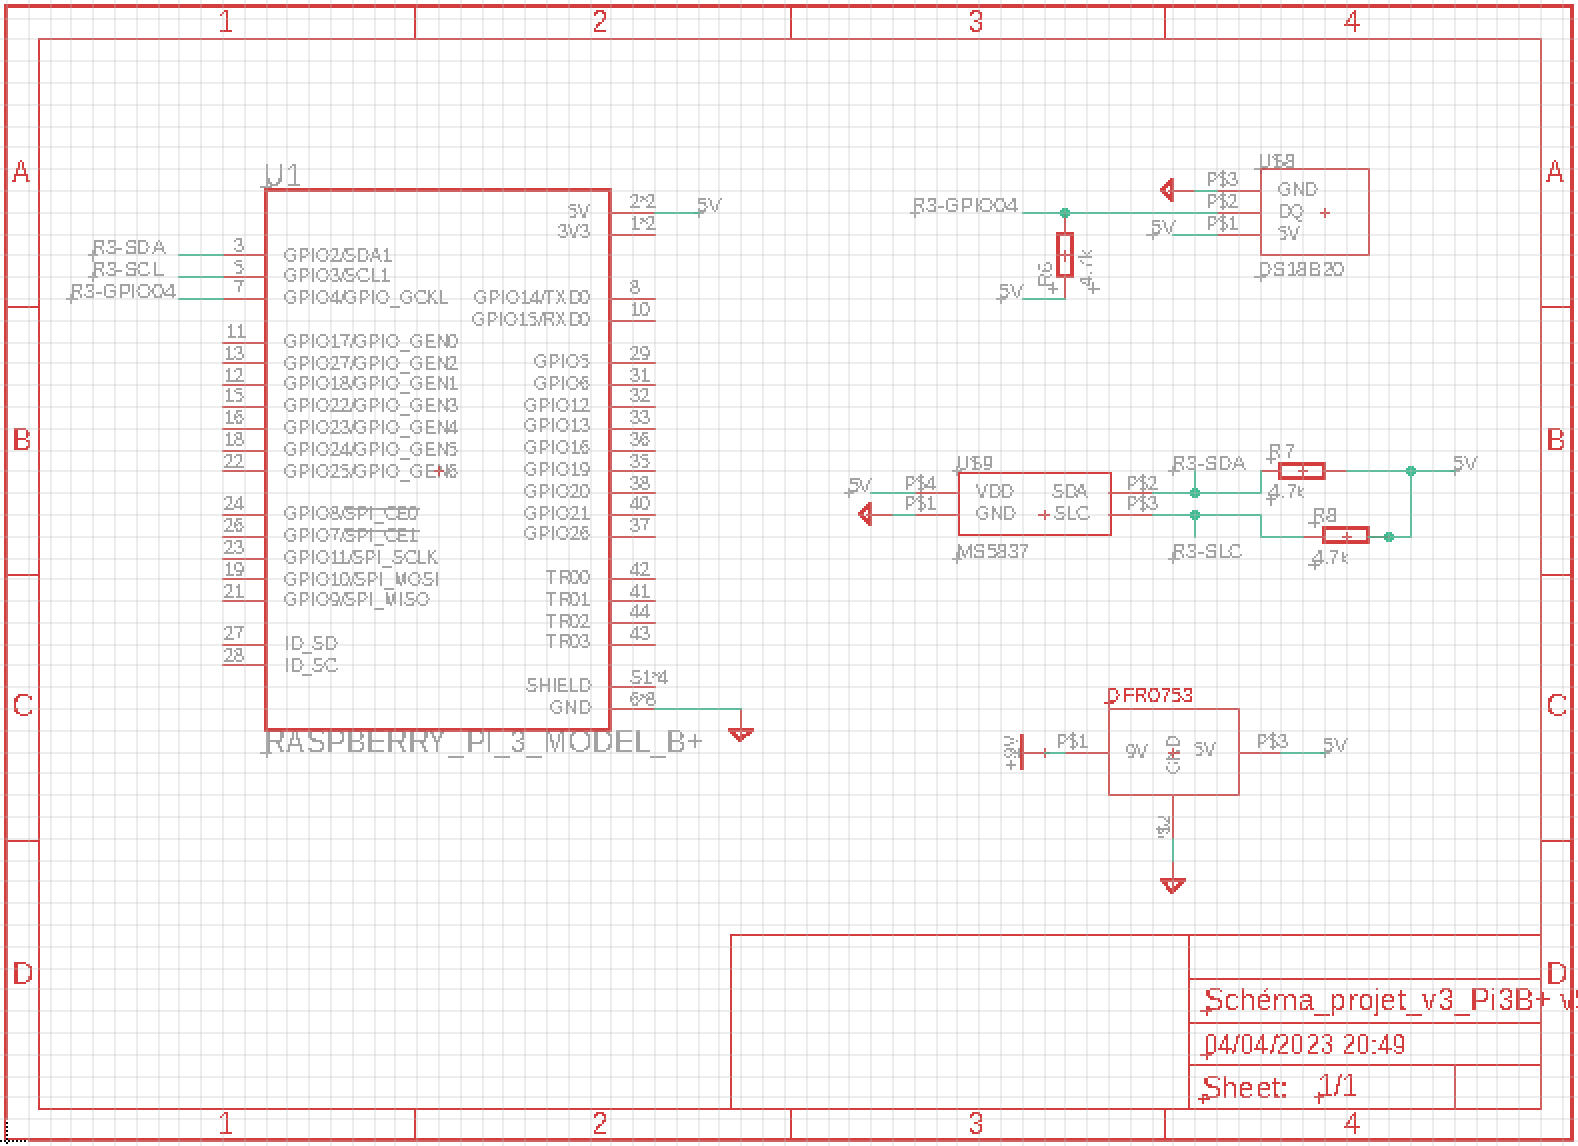 1 2 3 4
A A
B B
C C
D D
U1
5V
3V3
2*2
1*2
5V
R3-SDA 3 GPIO2/SDA1
R3-SCL 5 GPIO3/SCL1
R3-GPIO04 7 GPIO4/GPIO_GCKL
GPIO14/TXD0 8
GPIO15/RXD0 10
11 GPIO17/GPIO_GEN0
13 GPIO27/GPIO_GEN2
12 GPIO18/GPIO_GEN1
15 GPIO22/GPIO_GEN3
16 GPIO23/GPIO_GEN4
18 GPIO24/GPIO_GEN5
22 GPIO25/GPIO_GEN6
GPIO5 29
GPIO6 31
GPIO12 32
GPIO13 33
GPIO16 36
GPIO19 35
GPIO20 38
GPIO21 40
GPIO26 37
24 GPIO8/SPI_CE0
26 GPIO7/SPI_CE1
23 GPIO11/SPI_SCLK
19 GPIO10/SPI_MOSI
21 GPIO9/SPI_MISO
TR00 42
TR01 41
TR02 44
TR03 43
27 ID_SD
28 ID_SC
SHIELD S1*4
GND 6*8
RASPBERRY_PI_3_MODEL_B+
U$8
P$3 GND
R3-GPIO04 P$2 DQ
5V P$1 5V
DS18B20
R6
4.7k
5V
U$9
5V P$4 VDD SDA P$2
P$1 GND SLC P$3
MS5837
R3-SDA
R7
4.7k
5V
R8
4.7k
R3-SLC
DFR0753
+9V P$1 9V GND 5V P$3 5V
Schéma_projet_v3_Pi3B+
04/04/2023 20:49
Sheet: 1/1
1 2 3 4